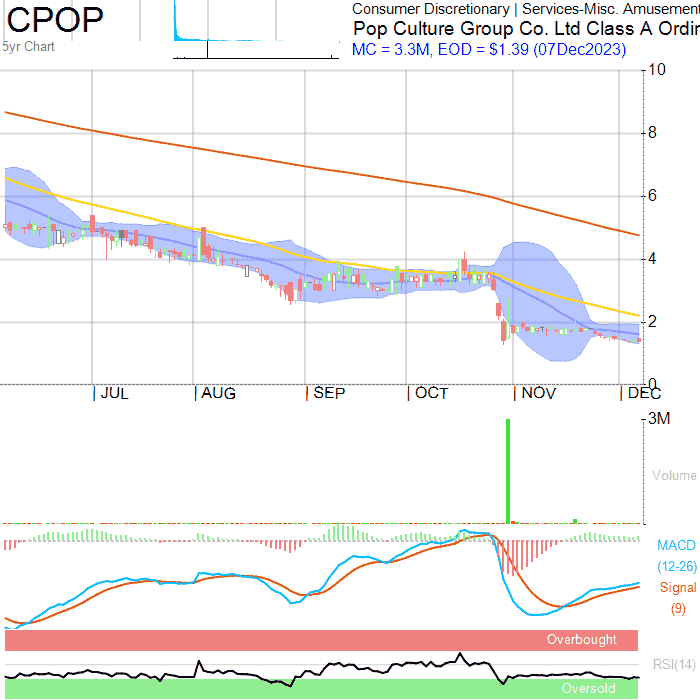 CPOP
5yr Chart
Consumer Discretionary | Services-Misc. Amusement
Pop Culture Group Co. Ltd Class A Ordin
MC = 3.3M, EOD = $1.39 (07Dec2023)
10
8
6
4
2
0
JUL AUG SEP OCT NOV DEC
3M
Volume
MACD
(12-26)
Signal
(9)
Overbought
RSI(14)
Oversold